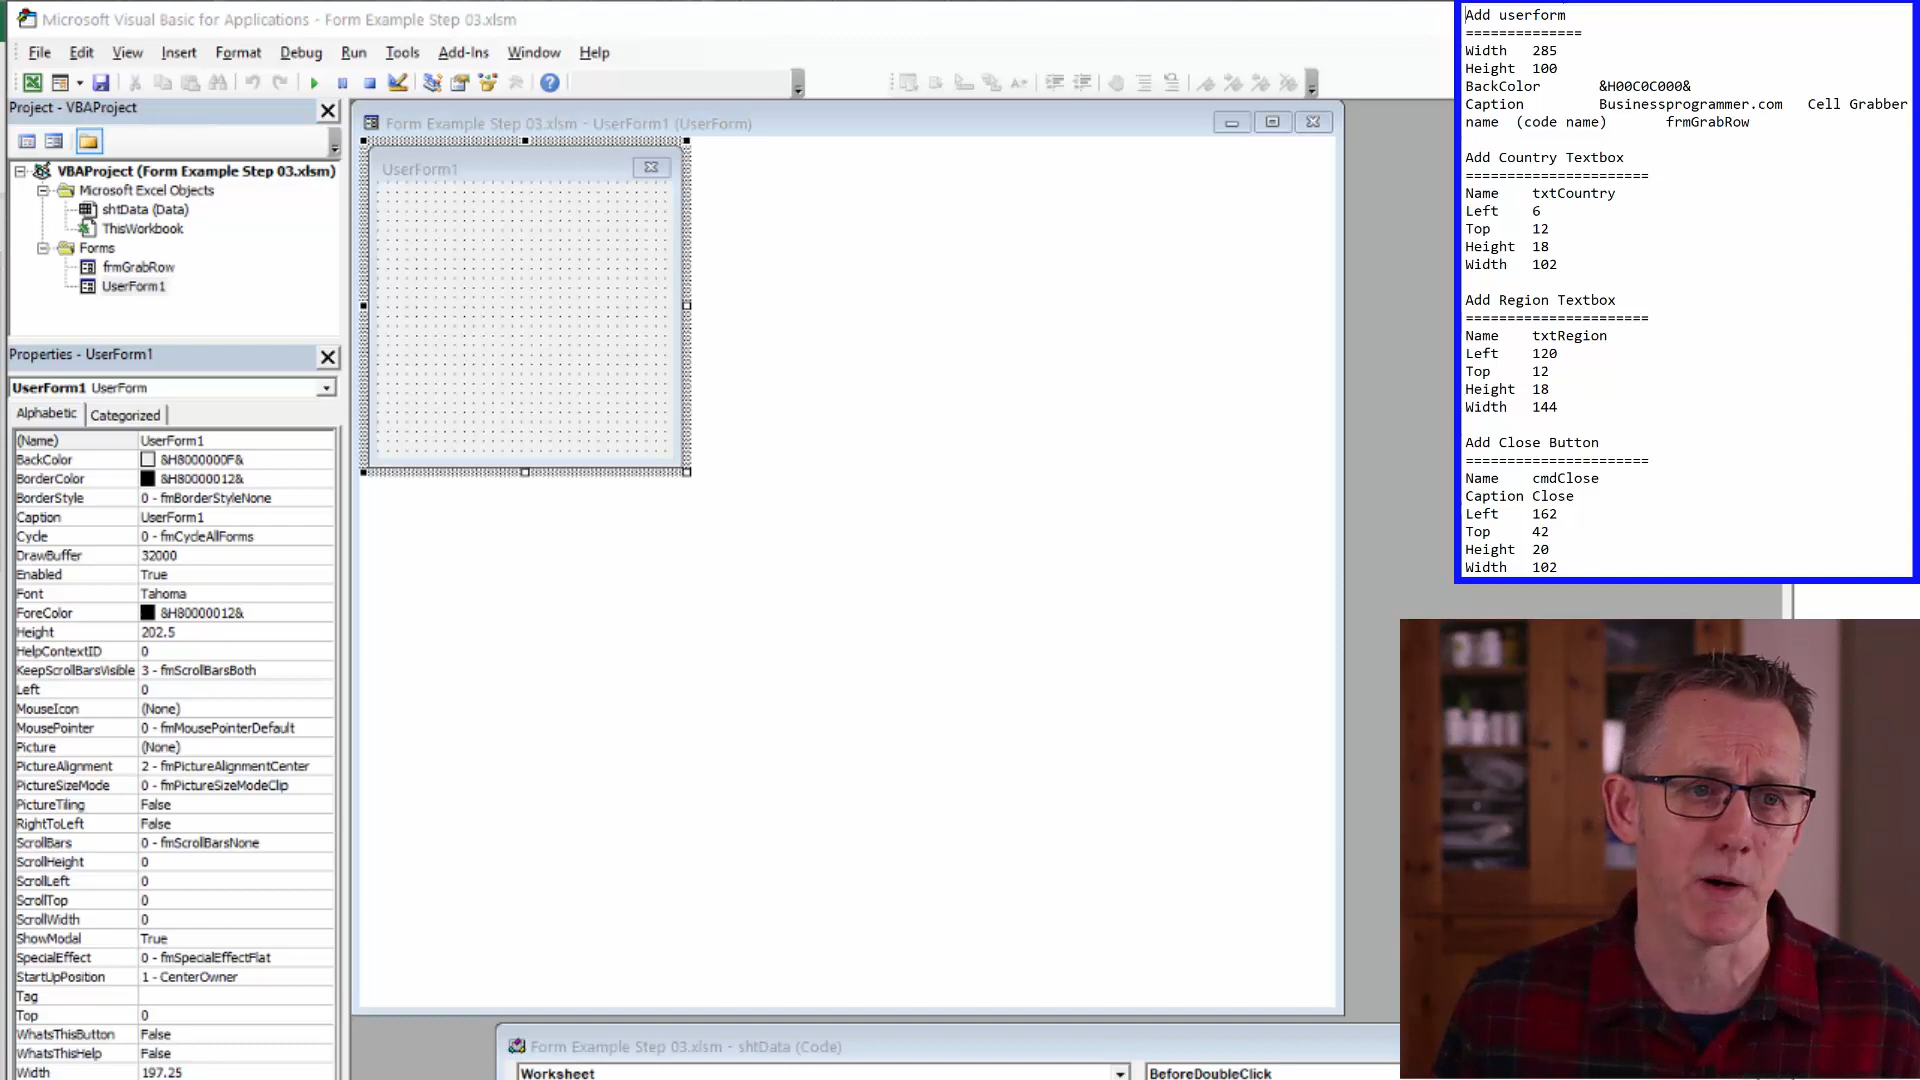 Microsoft Visual Basic for Applications - Form Example Step 03.xlsm
File Edit View Insert Format Debug Run Tools Add-Ins Window Help
Project - VBAProject
VBAProject (Form Example Step 03.xlsm)
Microsoft Excel Objects
shtData (Data)
ThisWorkbook
Forms
frmGrabRow
UserForm1
Properties - UserForm1
UserForm1 UserForm
Alphabetic Categorized
(Name) UserForm1
BackColor &H8000000F&
BorderColor &H80000012&
BorderStyle 0 - fmBorderStyleNone
Caption UserForm1
Cycle 0 - fmCycleAllForms
DrawBuffer 32000
Enabled True
Font Tahoma
ForeColor &H80000012&
Height 202.5
HelpContextID 0
KeepScrollBarsVisible 3 - fmScrollBarsBoth
Left 0
MouseIcon (None)
MousePointer 0 - fmMousePointerDefault
Picture (None)
PictureAlignment 2 - fmPictureAlignmentCenter
PictureSizeMode 0 - fmPictureSizeModeClip
PictureTiling False
RightToLeft False
ScrollBars 0 - fmScrollBarsNone
ScrollHeight 0
ScrollLeft 0
ScrollTop 0
ScrollWidth 0
ShowModal True
SpecialEffect 0 - fmSpecialEffectFlat
StartUpPosition 1 - CenterOwner
Tag
Top 0
WhatsThisButton False
WhatsThisHelp False
Width 197.25
Form Example Step 03.xlsm - UserForm1 (UserForm)
UserForm1
Form Example Step 03.xlsm - shtData (Code)
Worksheet BeforeDoubleClick
Add userform
==============
Width 285
Height 100
BackColor &H00C0C000&
Caption Businessprogrammer.com Cell Grabber
name (code name) frmGrabRow
Add Country Textbox
======================
Name txtCountry
Left 6
Top 12
Height 18
Width 102
Add Region Textbox
======================
Name txtRegion
Left 120
Top 12
Height 18
Width 144
Add Close Button
======================
Name cmdClose
Caption Close
Left 162
Top 42
Height 20
Width 102